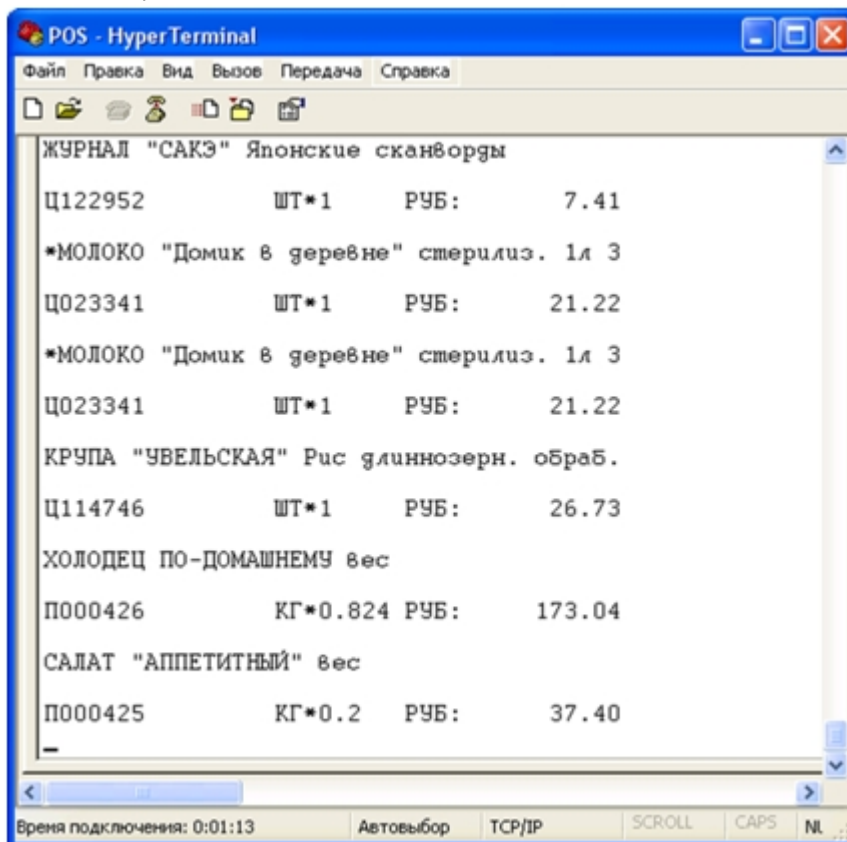 POS - HyperTerminal
Файл Правка Вид Вызов Передача Справка
ЖУРНАЛ "САКЭ" Японские сканворды
Ц122952 ШТ*1 РУБ: 7.41
*МОЛОКО "Домик в деревне" стерилиз. 1л 3
Ц023341 ШТ*1 РУБ: 21.22
*МОЛОКО "Домик в деревне" стерилиз. 1л 3
Ц023341 ШТ*1 РУБ: 21.22
КРУПА "УВЕЛЬСКАЯ" Рис длиннозерн. обраб.
Ц114746 ШТ*1 РУБ: 26.73
ХОЛОДЕЦ ПО-ДОМАШНЕМУ вес
П000426 КГ*0.824 РУБ: 173.04
САЛАТ "АППЕТИТНЫЙ" вес
П000425 КГ*0.2 РУБ: 37.40
Время подключения: 0:01:13 Автовыбор TCP/IP SCROLL CAPS NL